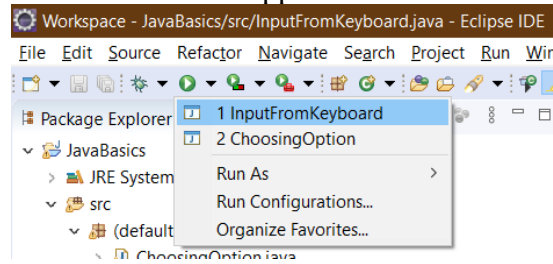 Workspace - JavaBasics/src/InputFromKeyboard.java - Eclipse IDE
File Edit Source Refactor Navigate Search Project Run
Package Explorer
1 InputFromKeyboard
2 ChoosingOption
JavaBasics
JRE System
Run As
src
Run Configurations...
(default
Organize Favorites...
ChoosingOption.java